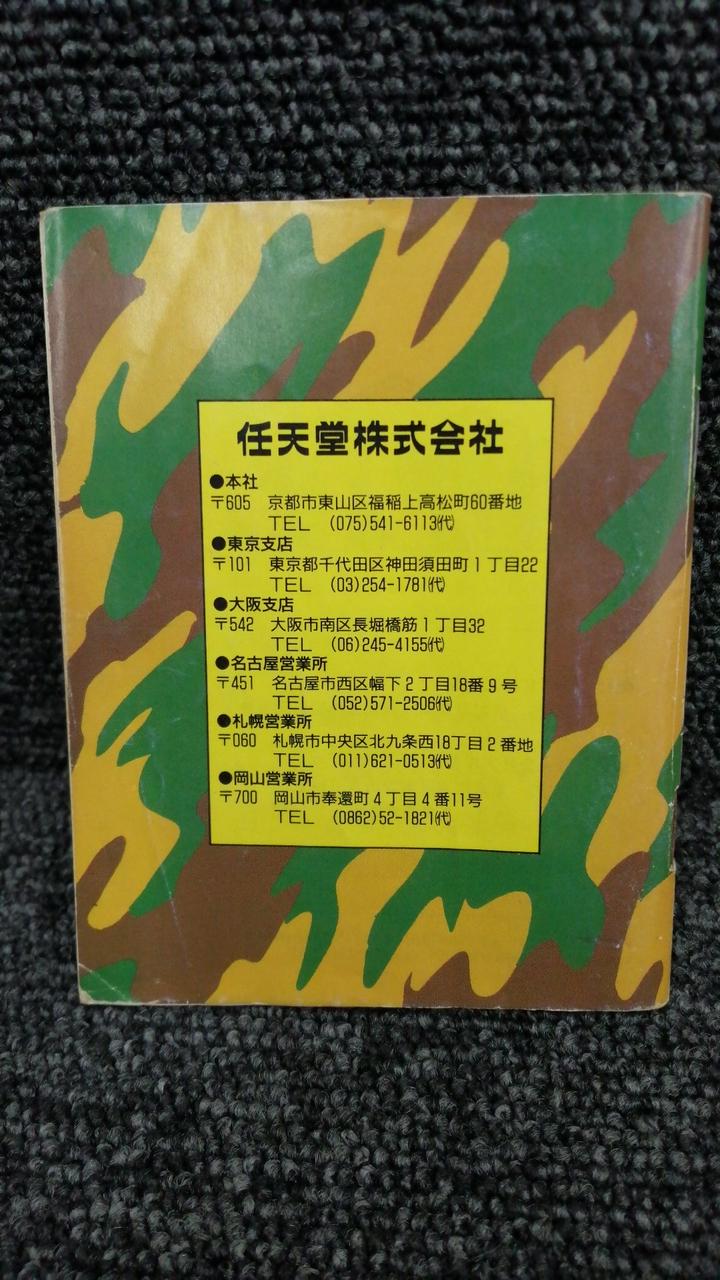 任天堂株式会社
●本社
〒605 京都市東山区福稲上高松町60番地
TEL (075)541-6113㈹
●東京支店
〒101 東京都千代田区神田須田町1丁目22
TEL (03)254-1781㈹
●大阪支店
〒542 大阪市南区長堀橋筋1丁目32
TEL (06)245-4155㈹
●名古屋営業所
〒451 名古屋市西区幅下2丁目18番9号
TEL (052)571-2506㈹
●札幌営業所
〒060 札幌市中央区北九条西18丁目2番地
TEL (011)621-0513㈹
●岡山営業所
〒700 岡山市奉還町4丁目4番11号
TEL (0862)52-1821㈹